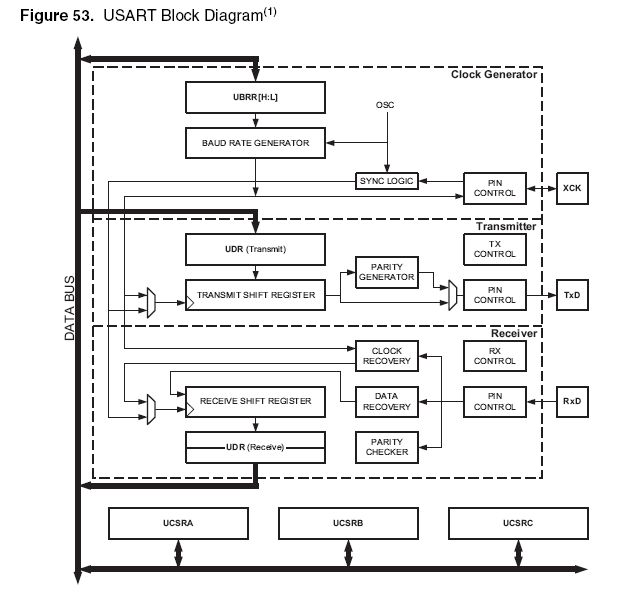 Figure 53. USART Block Diagram(1)
Clock Generator
UBRR[H:L]
OSC
BAUD RATE GENERATOR
SYNC LOGIC
PIN
CONTROL
XCK
Transmitter
UDR (Transmit)
TX
CONTROL
PARITY
GENERATOR
TRANSMIT SHIFT REGISTER
PIN
CONTROL
TxD
DATA BUS
Receiver
CLOCK
RECOVERY
RX
CONTROL
RECEIVE SHIFT REGISTER
DATA
RECOVERY
PIN
CONTROL
RxD
UDR (Receive)
PARITY
CHECKER
UCSRA
UCSRB
UCSRC